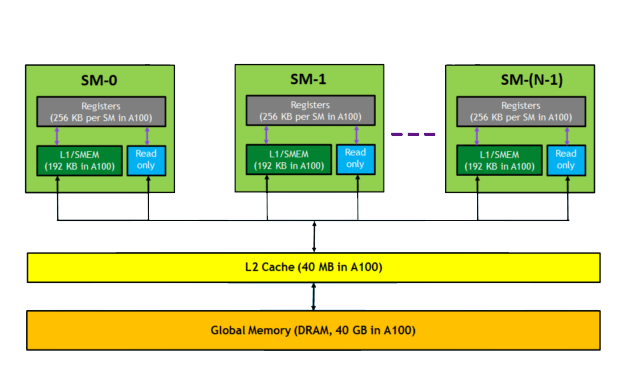 SM-0
Registers
(256 KB per SM in A100)
L1/SMEM
(192 KB in A100)
Read
only
SM-1
Registers
(256 KB per SM in A100)
L1/SMEM
(192 KB in A100)
Read
only
SM-(N-1)
Registers
(256 KB per SM in A100)
L1/SMEM
(192 KB in A100)
Read
only
L2 Cache (40 MB in A100)
Global Memory (DRAM, 40 GB in A100)